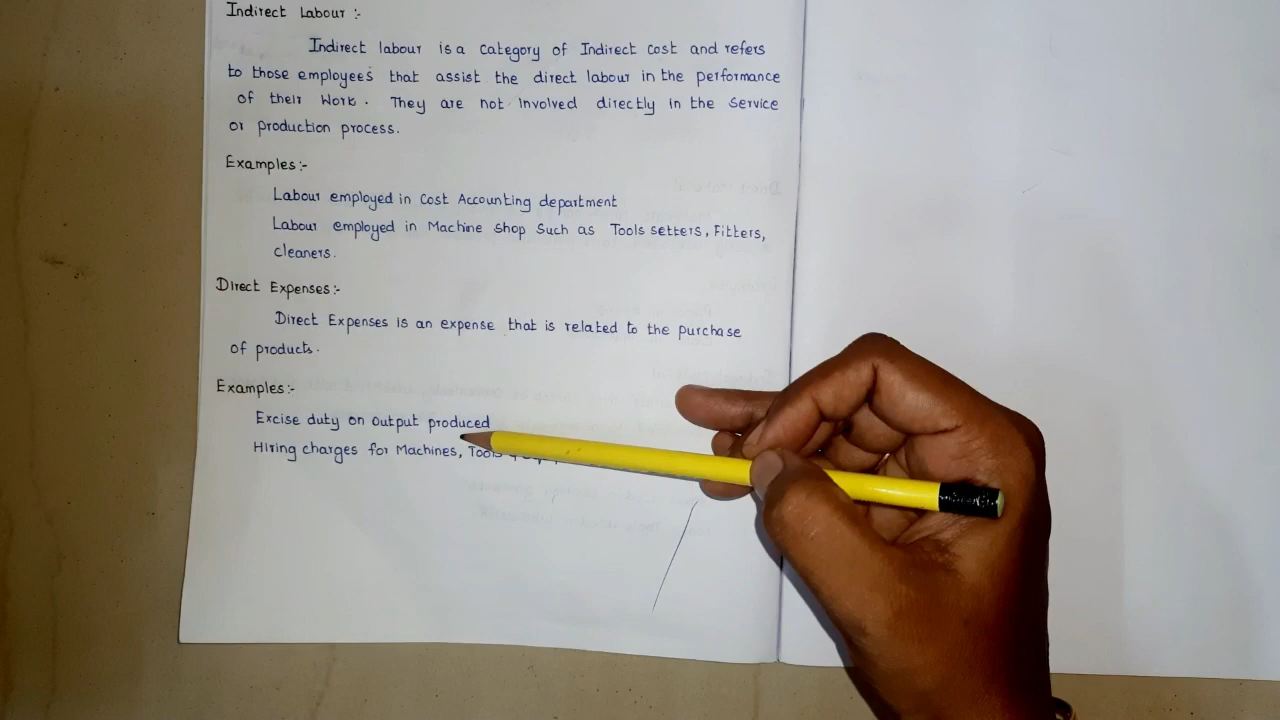 Indirect Labour :-
Indirect labour is a category of Indirect cost and refers
to those employees that assist the direct labour in the performance
of their work. They are not involved directly in the service
or production process.
Examples:-
Labour employed in Cost Accounting department
Labour employed in Machine shop such as Tools setters, Fitters,
cleaners.
Direct Expenses:-
Direct Expenses is an expense that is related to the purchase
of products.
Examples:-
Excise duty on output produced
Hiring charges for Machines, Tools